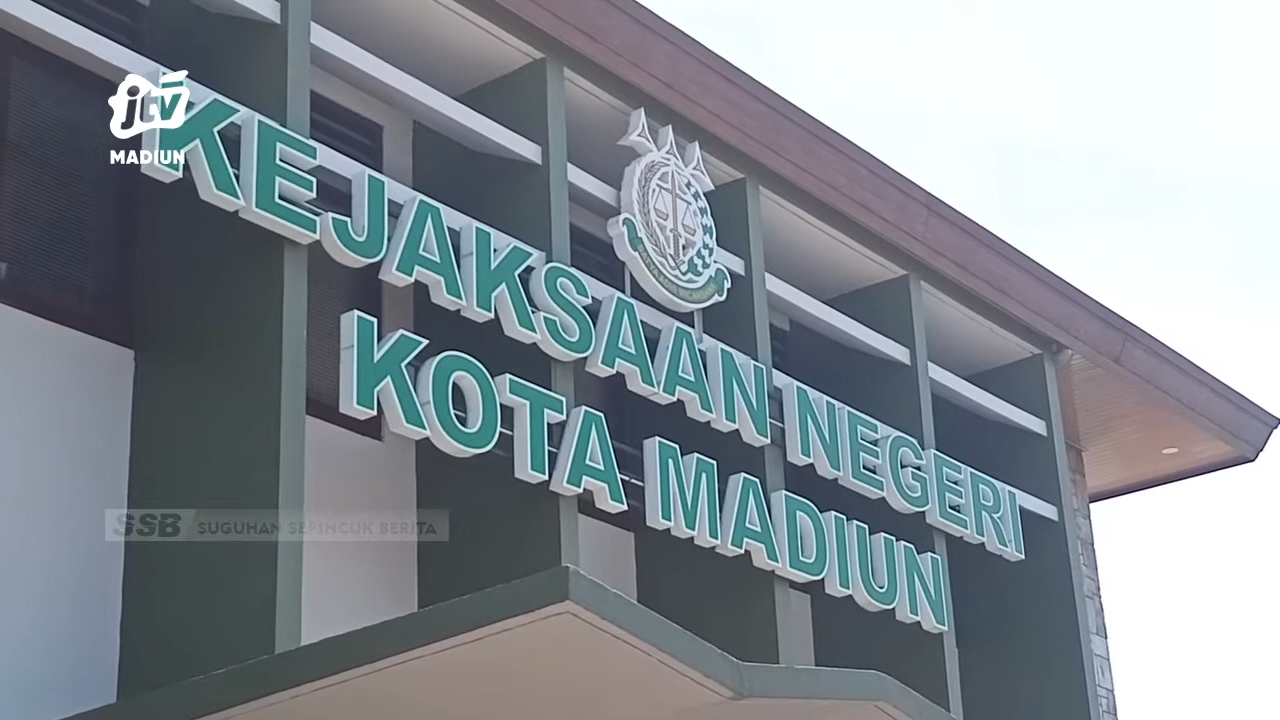 jtv
MADIUN
KEJAKSAAN NEGERI
KOTA MADIUN
SSB SUGUHAN SEPINCUK BERITA